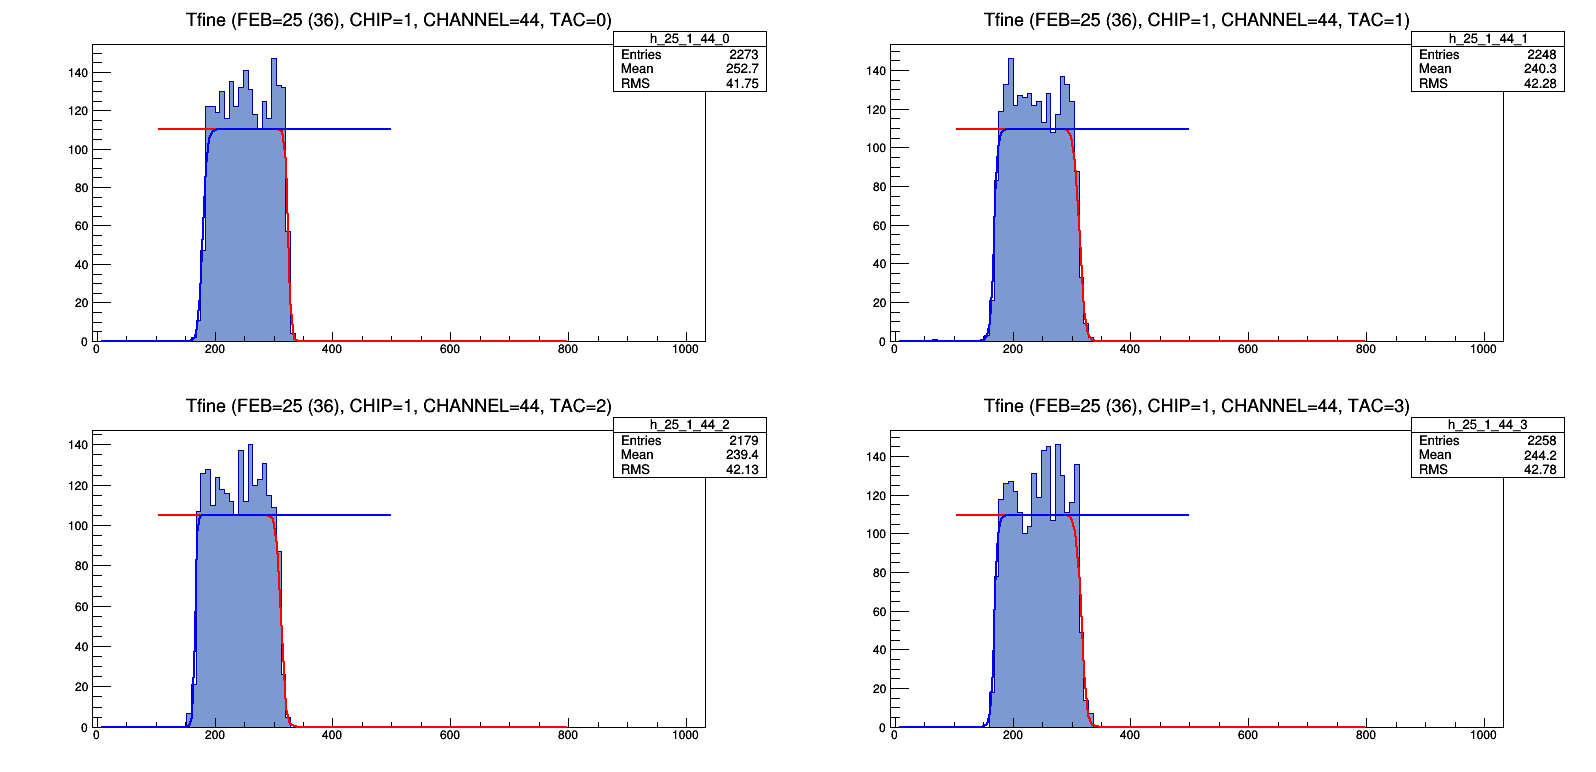 Tfine (FEB=25 (36), CHIP=1, CHANNEL=44, TAC=0)
h_25_1_44_0
Entries 2273
Mean 252.7
RMS 41.75
140
120
100
80
60
40
20
0
0 200 400 600 800 1000
Tfine (FEB=25 (36), CHIP=1, CHANNEL=44, TAC=1)
h_25_1_44_1
Entries 2248
Mean 240.3
RMS 42.28
140
120
100
80
60
40
20
0
0 200 400 600 800 1000
Tfine (FEB=25 (36), CHIP=1, CHANNEL=44, TAC=2)
h_25_1_44_2
Entries 2179
Mean 239.4
RMS 42.13
140
120
100
80
60
40
20
0
0 200 400 600 800 1000
Tfine (FEB=25 (36), CHIP=1, CHANNEL=44, TAC=3)
h_25_1_44_3
Entries 2258
Mean 244.2
RMS 42.78
140
120
100
80
60
40
20
0
0 200 400 600 800 1000